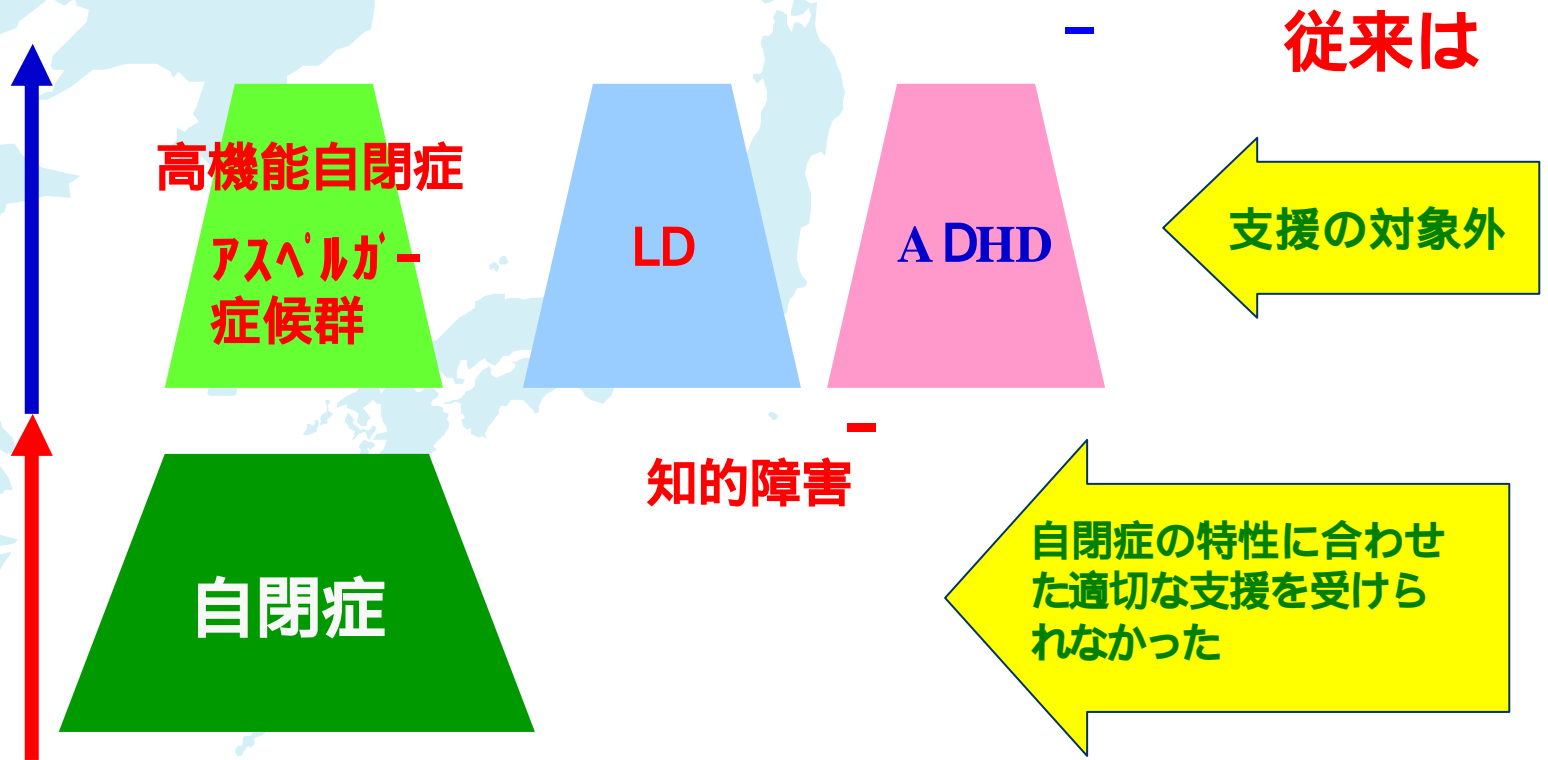 従来は
高機能自閉症
ｱｽﾍﾟﾙｶﾞｰ
症候群
LD
ADHD
支援の対象外
知的障害
自閉症
自閉症の特性に合わせ
た適切な支援を受けら
れなかった